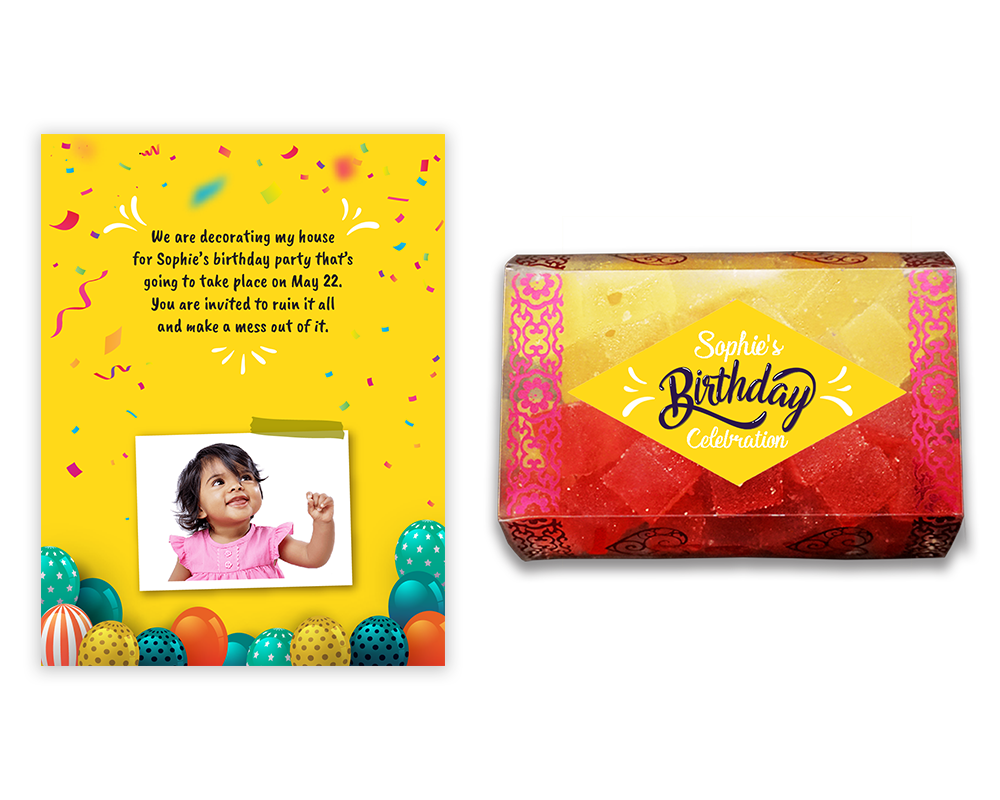 We are decorating my house
for Sophie's birthday party that's
going to take place on May 22.
You are invited to ruin it all
and make a mess out of it.
Sophie's
Birthday
Celebration